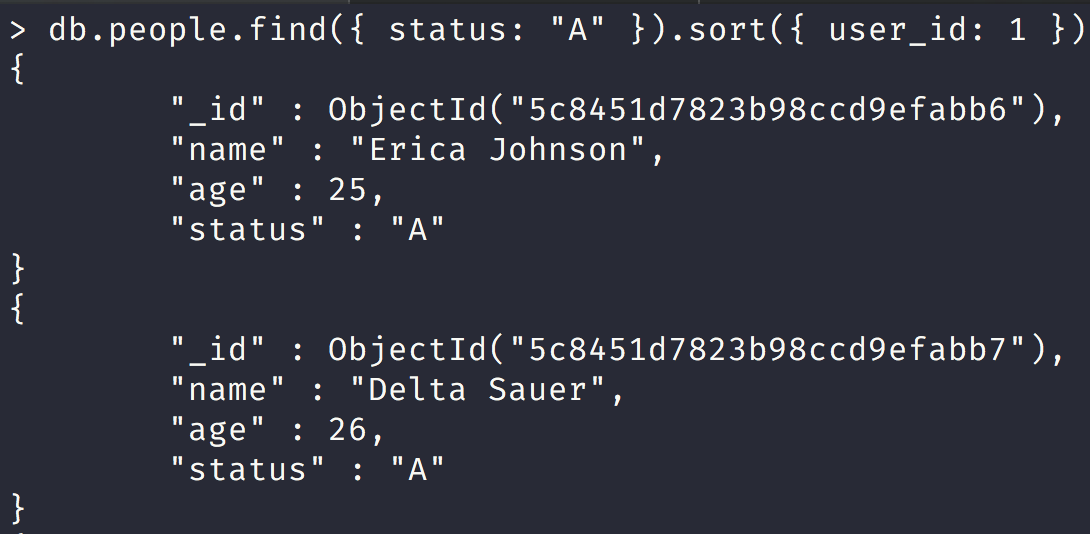 > db.people.find({ status: "A" }).sort({ user_id: 1 })
{
        "_id" : ObjectId("5c8451d7823b98ccd9efabb6"),
        "name" : "Erica Johnson",
        "age" : 25,
        "status" : "A"
}
{
        "_id" : ObjectId("5c8451d7823b98ccd9efabb7"),
        "name" : "Delta Sauer",
        "age" : 26,
        "status" : "A"
}